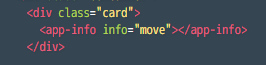 <div class="card">
<app-info info="move"></app-info>
</div>